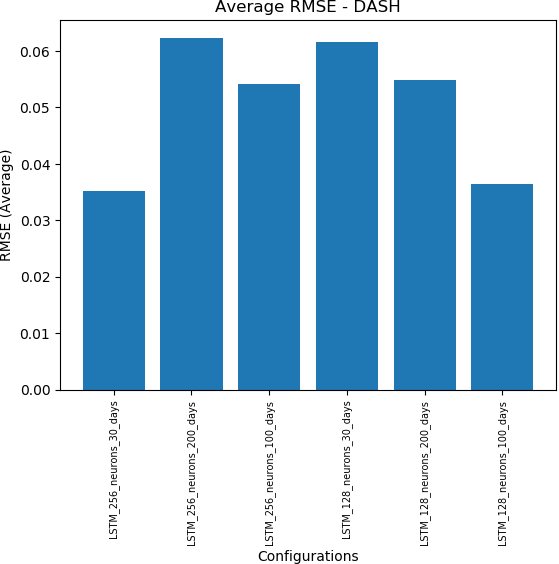 Average RMSE - DASH
RMSE (Average)
0.06
0.05
0.04
0.03
0.02
0.01
0.00
LSTM_256_neurons_30_days
LSTM_256_neurons_200_days
LSTM_256_neurons_100_days
LSTM_128_neurons_30_days
LSTM_128_neurons_200_days
LSTM_128_neurons_100_days
Configurations